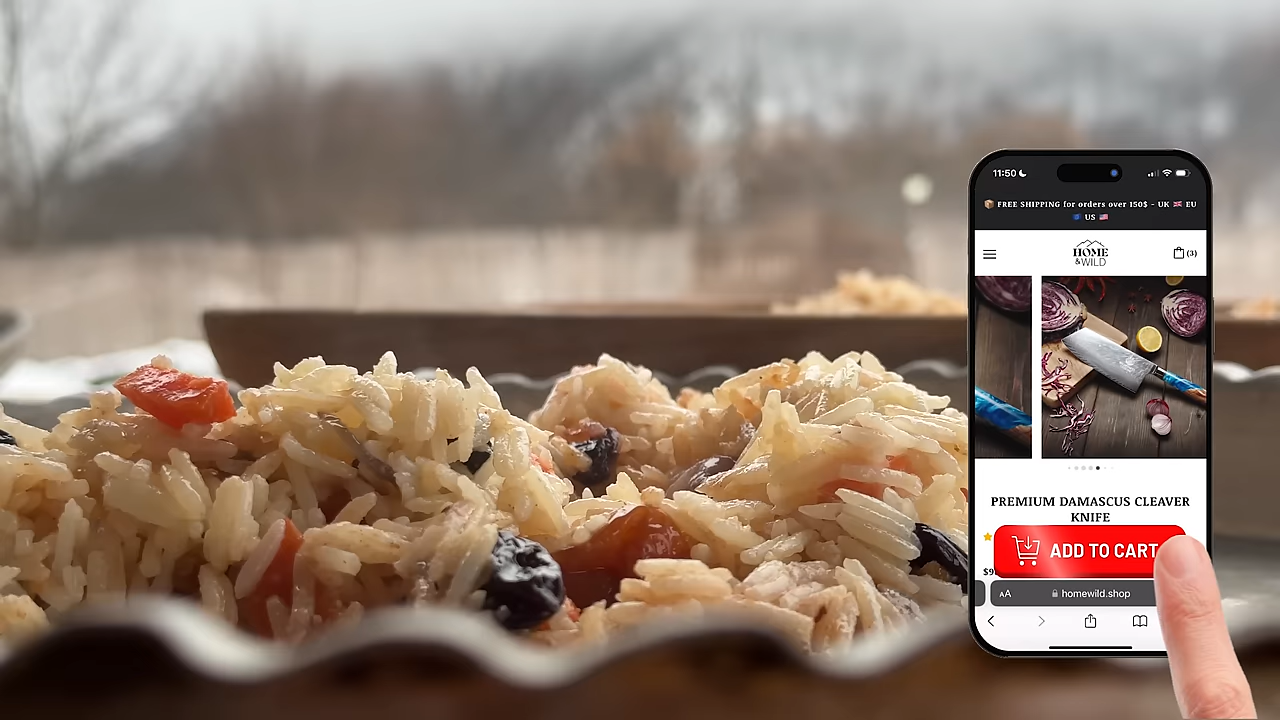 11:50
📦 FREE SHIPPING for orders over 150$ - UK 🇬🇧 EU
🇪🇺 US 🇺🇸
HOME
&WILD
(3)
PREMIUM DAMASCUS CLEAVER
KNIFE
ADD TO CART
$9
AA
homewild.shop